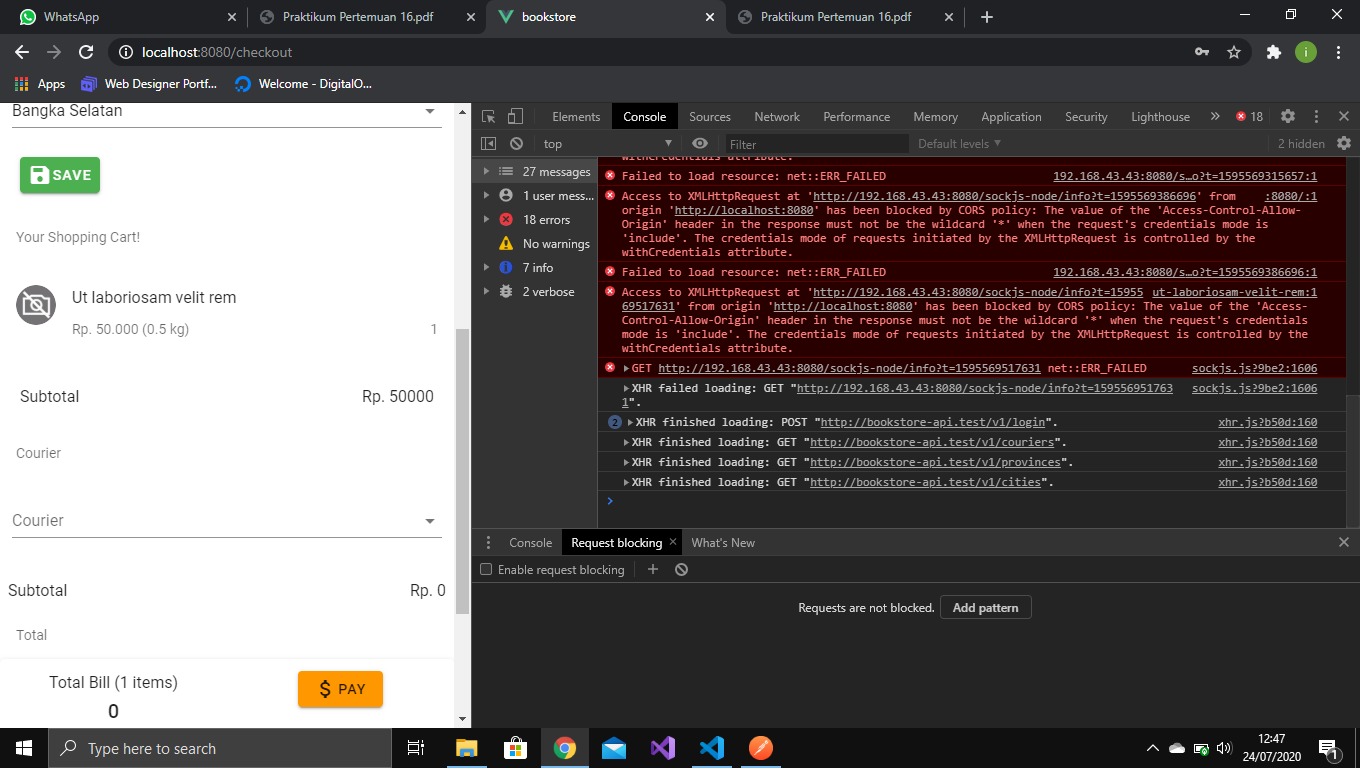 WhatsApp
Praktikum Pertemuan 16.pdf
bookstore
Praktikum Pertemuan 16.pdf
localhost:8080/checkout
i
Apps
Web Designer Portf...
Welcome - DigitalO...
Bangka Selatan
SAVE
Your Shopping Cart!
Ut laboriosam velit rem
Rp. 50.000 (0.5 kg) 1
Subtotal Rp. 50000
Courier
Courier
Subtotal Rp. 0
Total
Total Bill (1 items)
0
$ PAY
Elements Console Sources Network Performance Memory Application Security Lighthouse » 18
top Filter Default levels 2 hidden
27 messages
1 user mess...
18 errors
No warnings
7 info
2 verbose
withCredentials attribute.
Failed to load resource: net::ERR_FAILED 192.168.43.43:8080/s…o?t=1595569315657:1
Access to XMLHttpRequest at 'http://192.168.43.43:8080/sockjs-node/info?t=1595569386696' from :8080/:1
origin 'http://localhost:8080' has been blocked by CORS policy: The value of the 'Access-Control-Allow-
Origin' header in the response must not be the wildcard '*' when the request's credentials mode is
'include'. The credentials mode of requests initiated by the XMLHttpRequest is controlled by the
withCredentials attribute.
Failed to load resource: net::ERR_FAILED 192.168.43.43:8080/s…o?t=1595569386696:1
Access to XMLHttpRequest at 'http://192.168.43.43:8080/sockjs-node/info?t=15955 ut-laboriosam-velit-rem:1
69517631' from origin 'http://localhost:8080' has been blocked by CORS policy: The value of the 'Access-
Control-Allow-Origin' header in the response must not be the wildcard '*' when the request's credentials
mode is 'include'. The credentials mode of requests initiated by the XMLHttpRequest is controlled by the
withCredentials attribute.
GET http://192.168.43.43:8080/sockjs-node/info?t=1595569517631 net::ERR_FAILED sockjs.js?9be2:1606
XHR failed loading: GET "http://192.168.43.43:8080/sockjs-node/info?t=159556951763 sockjs.js?9be2:1606
1".
2 XHR finished loading: POST "http://bookstore-api.test/v1/login". xhr.js?b50d:160
XHR finished loading: GET "http://bookstore-api.test/v1/couriers". xhr.js?b50d:160
XHR finished loading: GET "http://bookstore-api.test/v1/provinces". xhr.js?b50d:160
XHR finished loading: GET "http://bookstore-api.test/v1/cities". xhr.js?b50d:160
Console Request blocking What's New
Enable request blocking
Requests are not blocked. Add pattern
Type here to search
12:47
24/07/2020
1